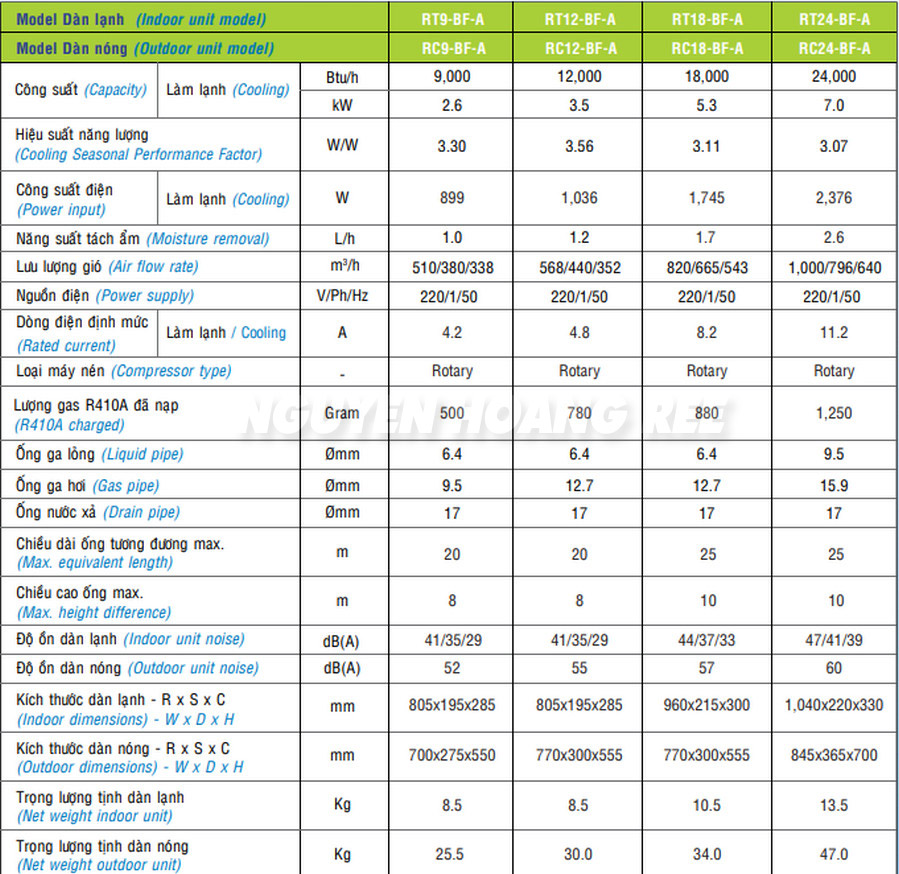 Model Dàn lạnh (Indoor unit model) RT9-BF-A RT12-BF-A RT18-BF-A RT24-BF-A
Model Dàn nóng (Outdoor unit model) RC9-BF-A RC12-BF-A RC18-BF-A RC24-BF-A
Công suất (Capacity) Làm lạnh (Cooling) Btu/h 9,000 12,000 18,000 24,000
kW 2.6 3.5 5.3 7.0
Hiệu suất năng lượng
(Cooling Seasonal Performance Factor) W/W 3.30 3.56 3.11 3.07
Công suất điện
(Power input) Làm lạnh (Cooling) W 899 1,036 1,745 2,376
Năng suất tách ẩm (Moisture removal) L/h 1.0 1.2 1.7 2.6
Lưu lượng gió (Air flow rate) m³/h 510/380/338 568/440/352 820/665/543 1,000/796/640
Nguồn điện (Power supply) V/Ph/Hz 220/1/50 220/1/50 220/1/50 220/1/50
Dòng điện định mức
(Rated current) Làm lạnh / Cooling A 4.2 4.8 8.2 11.2
Loại máy nén (Compressor type) - Rotary Rotary Rotary Rotary
Lượng gas R410A đã nạp
(R410A charged) Gram 500 780 880 1,250
NGUYEN HOANG REE
Ống ga lỏng (Liquid pipe) Ømm 6.4 6.4 6.4 9.5
Ống ga hơi (Gas pipe) Ømm 9.5 12.7 12.7 15.9
Ống nước xả (Drain pipe) Ømm 17 17 17 17
Chiều dài ống tương đương max.
(Max. equivalent length) m 20 20 25 25
Chiều cao ống max.
(Max. height difference) m 8 8 10 10
Độ ồn dàn lạnh (Indoor unit noise) dB(A) 41/35/29 41/35/29 44/37/33 47/41/39
Độ ồn dàn nóng (Outdoor unit noise) dB(A) 52 55 57 60
Kích thước dàn lạnh - R x S x C
(Indoor dimensions) - W x D x H mm 805x195x285 805x195x285 960x215x300 1,040x220x330
Kích thước dàn nóng - R x S x C
(Outdoor dimensions) - W x D x H mm 700x275x550 770x300x555 770x300x555 845x365x700
Trọng lượng tịnh dàn lạnh
(Net weight indoor unit) Kg 8.5 8.5 10.5 13.5
Trọng lượng tịnh dàn nóng
(Net weight outdoor unit) Kg 25.5 30.0 34.0 47.0